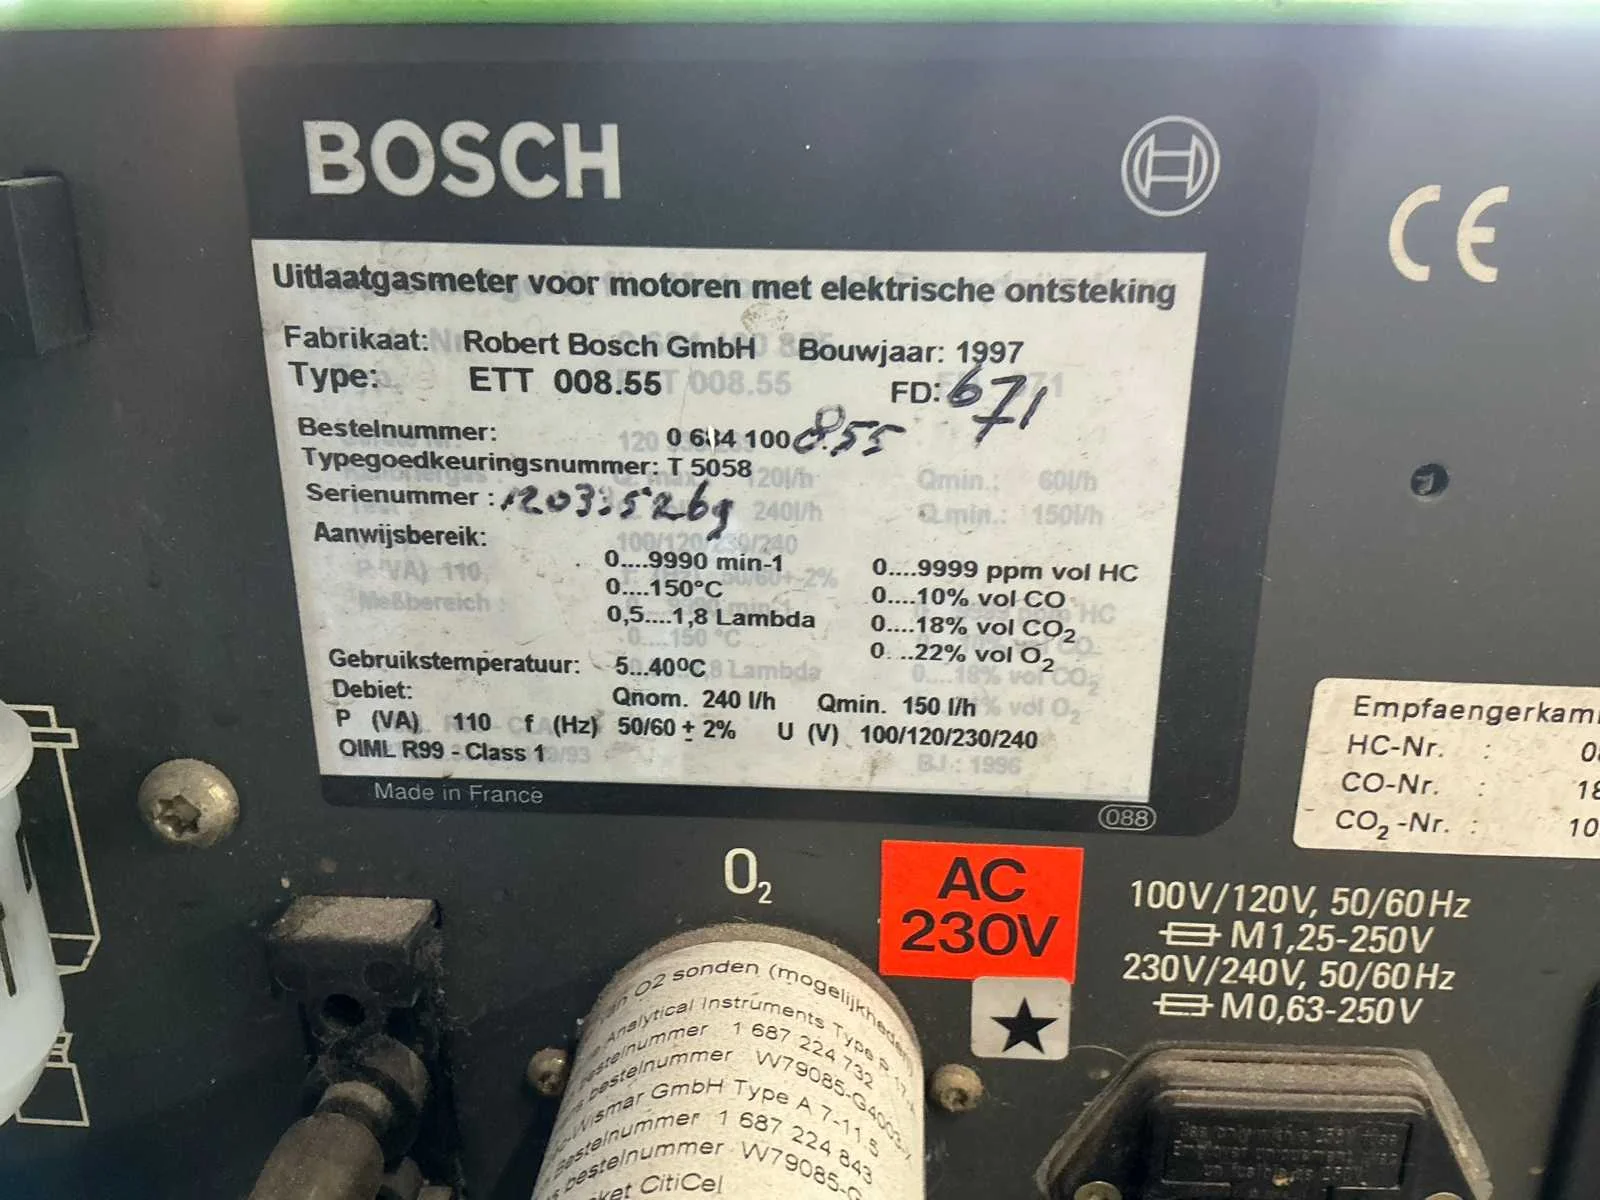 BOSCH
CE
Uitlaatgasmeter voor motoren met elektrische ontsteking
Fabrikaat: Robert Bosch GmbH Bouwjaar: 1997
Type: ETT 008.55 FD: 671
Bestelnummer: 0 684 100 855
Typegoedkeuringsnummer: T 5058
Serienummer :
Aanwijsbereik:
0....9990 min-1 0....9999 ppm vol HC
0....150°C 0....10% vol CO
0,5....1,8 Lambda 0....18% vol CO2
0....22% vol O2
Gebruikstemperatuur: 5...40ºC
Debiet: Qnom. 240 l/h Qmin. 150 l/h
P (VA) 110 f (Hz) 50/60 ± 2% U (V) 100/120/230/240
OIML R99 - Class 1
BJ.: 1996
Made in France
088
HC-Nr. :
CO-Nr. :
CO2-Nr. :
O2
AC
230V
100V/120V, 50/60Hz
M1,25-250V
230V/240V, 50/60Hz
M0,63-250V
O2 sonden (mogelijkheden)
Analytical Instruments Type
bestelnummer 1 687 224 732
bestelnummer W79085-G4003-
Wismar GmbH Type A 7-11.5
Bestelnummer 1 687 224 843
bestelnummer W79085-G
CitiCel